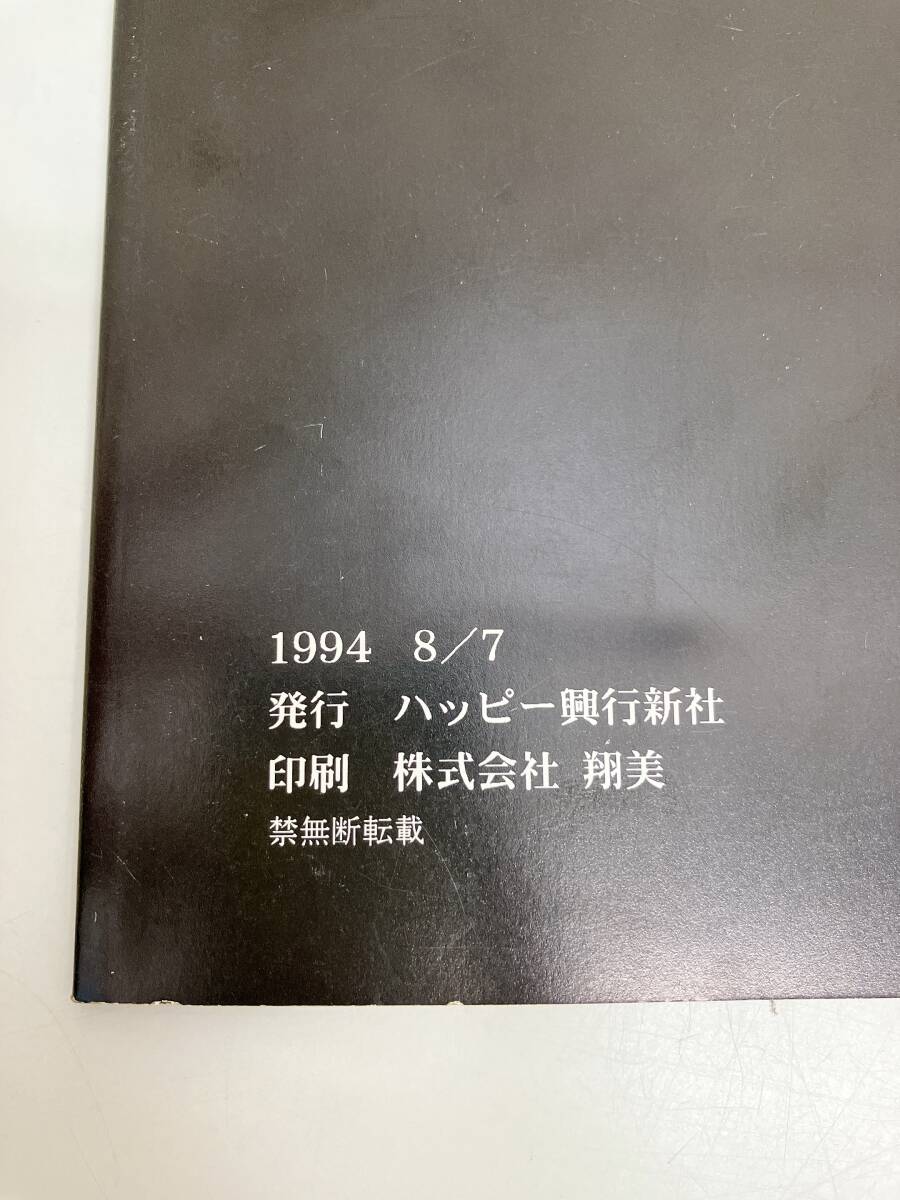 1994 8／7
発行 ハッピー興行新社
印刷 株式会社 翔美
禁無断転載